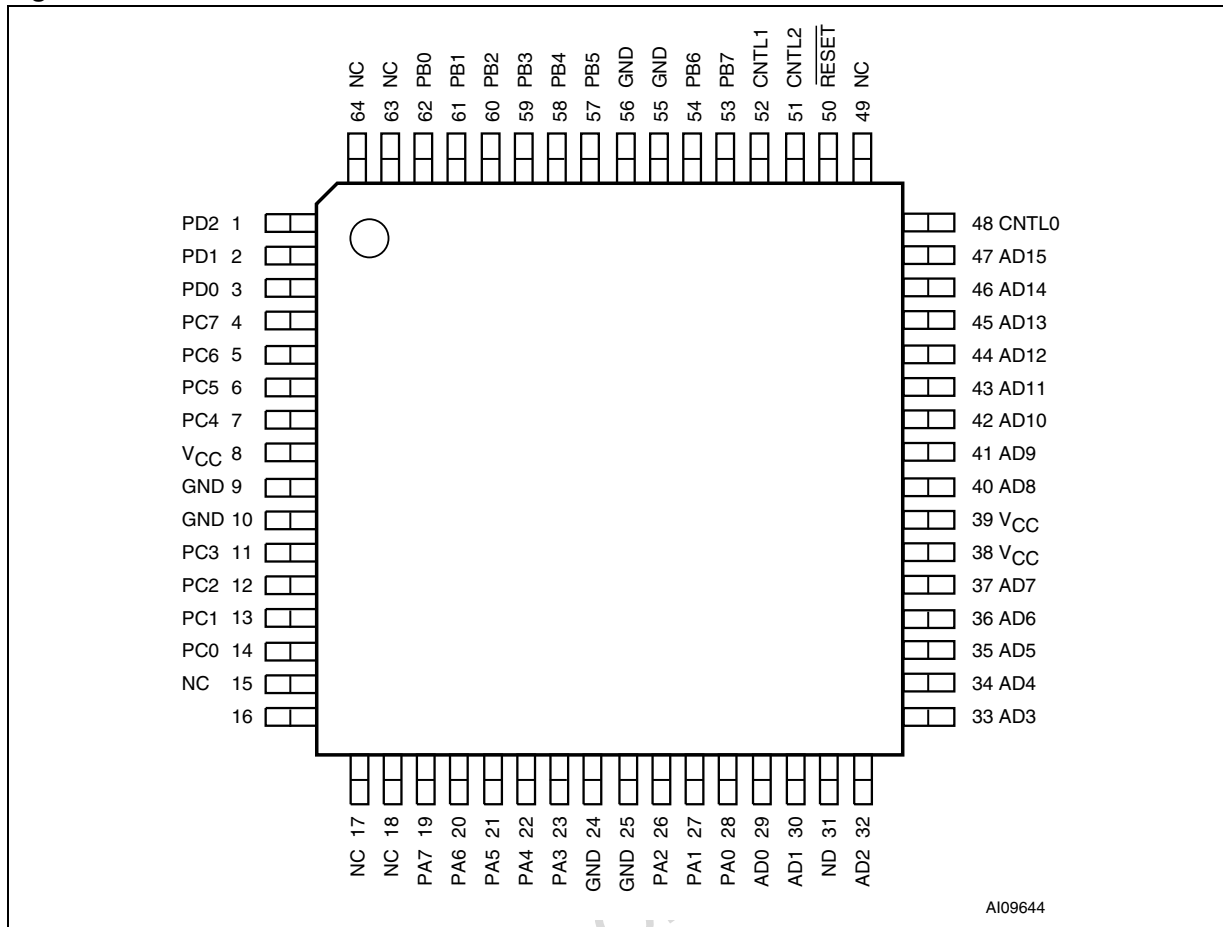 64 NC
63 NC
62 PB0
61 PB1
60 PB2
59 PB3
58 PB4
57 PB5
56 GND
55 GND
54 PB6
53 PB7
52 CNTL1
51 CNTL2
50 RESET
49 NC
PD2 1
PD1 2
PD0 3
PC7 4
PC6 5
PC5 6
PC4 7
VCC 8
GND 9
GND 10
PC3 11
PC2 12
PC1 13
PC0 14
NC 15
16
48 CNTL0
47 AD15
46 AD14
45 AD13
44 AD12
43 AD11
42 AD10
41 AD9
40 AD8
39 VCC
38 VCC
37 AD7
36 AD6
35 AD5
34 AD4
33 AD3
NC 17
NC 18
PA7 19
PA6 20
PA5 21
PA4 22
PA3 23
GND 24
GND 25
PA2 26
PA1 27
PA0 28
AD0 29
AD1 30
ND 31
AD2 32
AI09644